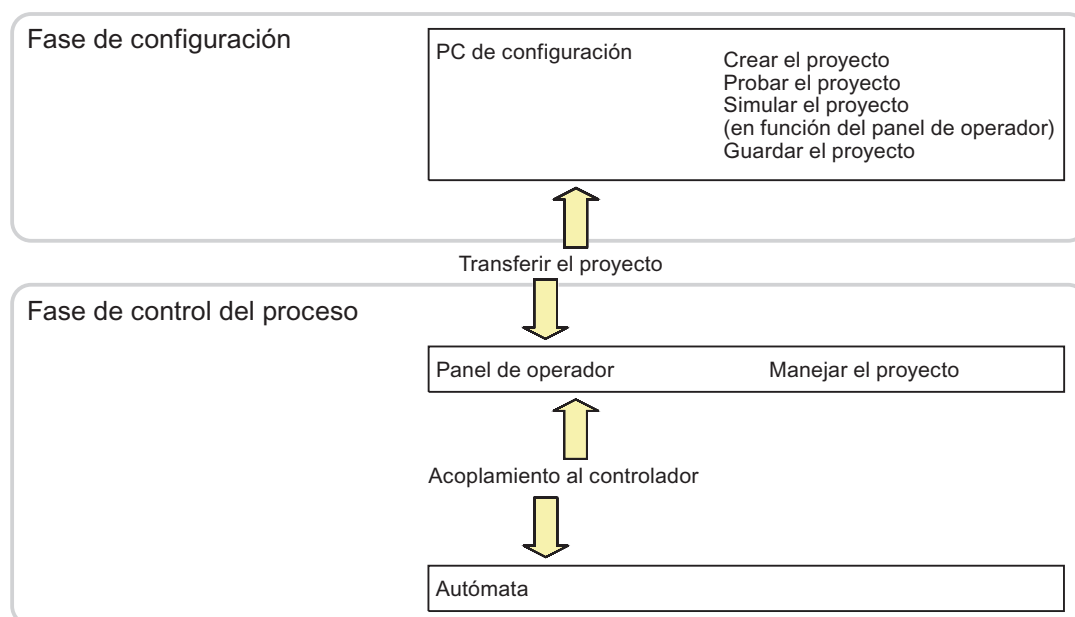 Fase de configuración
PC de configuración
Crear el proyecto
Probar el proyecto
Simular el proyecto
(en función del panel de operador)
Guardar el proyecto
Transferir el proyecto
Fase de control del proceso
Panel de operador
Manejar el proyecto
Acoplamiento al controlador
Autómata